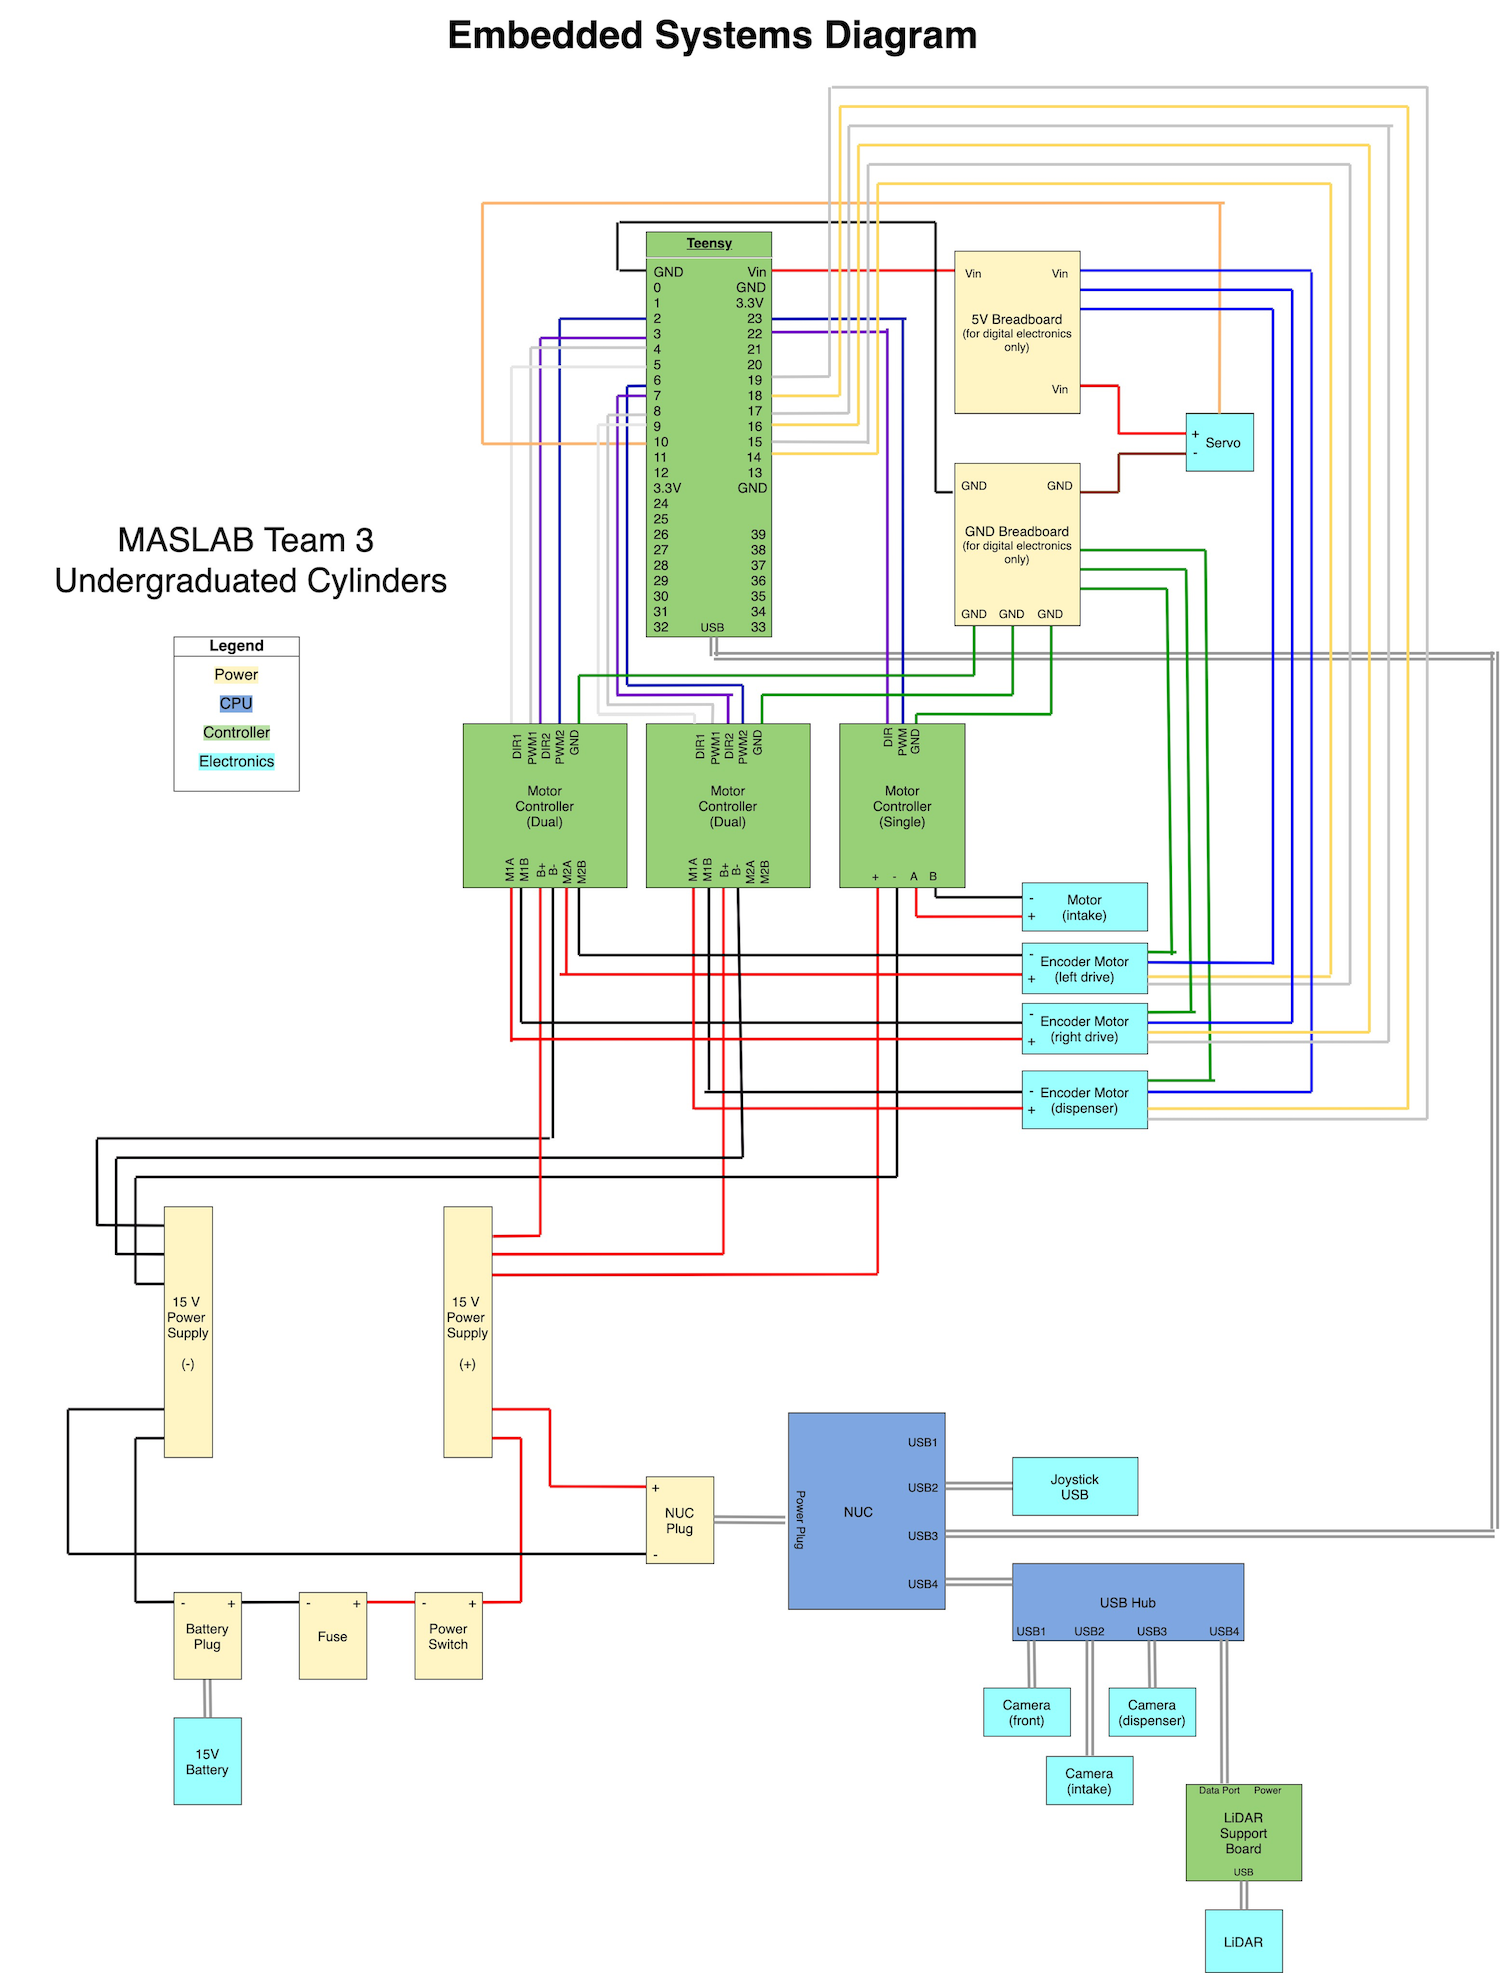 Embedded Systems Diagram
MASLAB Team 3
Undergraduated Cylinders
Legend
Power
CPU
Controller
Electronics
Teensy
GND Vin
0 GND
1 3.3V
2 23
3 22
4 21
5 20
6 19
7 18
8 17
9 16
10 15
11 14
12 13
3.3V GND
24
25
26 39
27 38
28 37
29 36
30 35
31 34
32 USB 33
Vin Vin
5V Breadboard
(for digital electronics
only)
Vin
+
-
Servo
GND GND
GND Breadboard
(for digital electronics
only)
GND GND GND
DIR1 PWM1 DIR2 PWM2 GND
Motor
Controller
(Dual)
M1A M1B B+ B- M2A M2B
DIR1 PWM1 DIR2 PWM2 GND
Motor
Controller
(Dual)
M1A M1B B+ B- M2A M2B
DIR PWM GND
Motor
Controller
(Single)
+ - A B
- Motor
+ (intake)
- Encoder Motor
+ (left drive)
- Encoder Motor
+ (right drive)
- Encoder Motor
+ (dispenser)
15 V
Power
Supply
(-)
15 V
Power
Supply
(+)
+
NUC
Plug
-
Power Plug
NUC
USB1
USB2
USB3
USB4
Joystick
USB
USB Hub
USB1 USB2 USB3 USB4
- +
Battery
Plug
- +
Fuse
- +
Power
Switch
15V
Battery
Camera
(front)
Camera
(dispenser)
Camera
(intake)
Data Port Power
LiDAR
Support
Board
USB
LiDAR